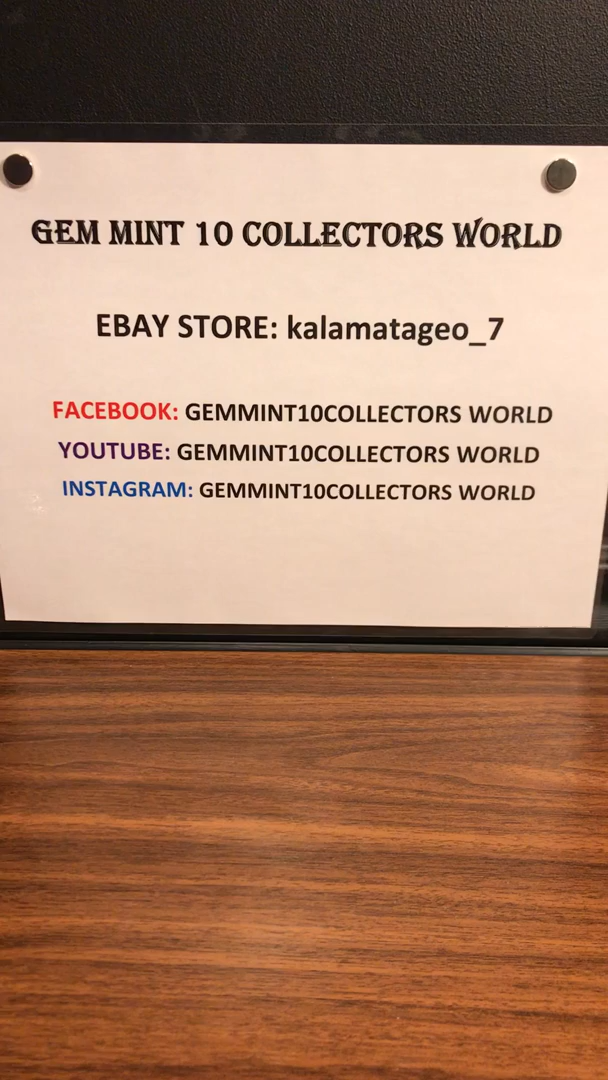 GEM MINT 10 COLLECTORS WORLD
EBAY STORE: kalamatageo_7
FACEBOOK: GEMMINT10COLLECTORS WORLD
YOUTUBE: GEMMINT10COLLECTORS WORLD
INSTAGRAM: GEMMINT10COLLECTORS WORLD